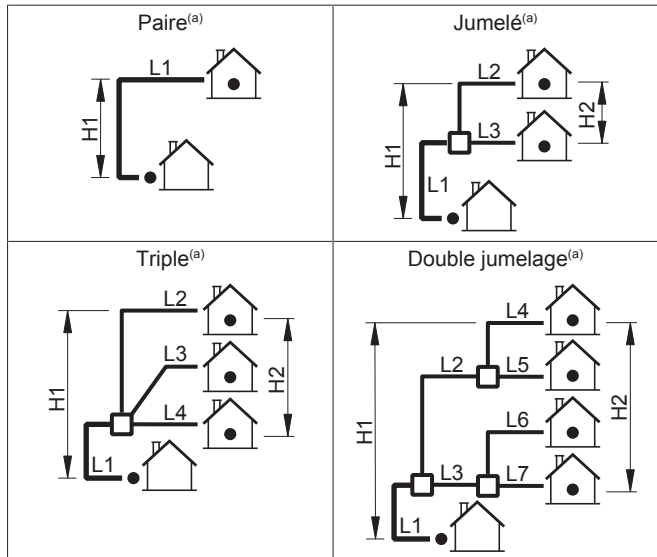 Paire(a)
L1
H1
Jumelé(a)
L2
H2
L3
H1
L1
Triple(a)
L2
L3
H1
H2
L4
L1
Double jumelage(a)
L4
L2
L5
H1
H2
L6
L3
L7
L1